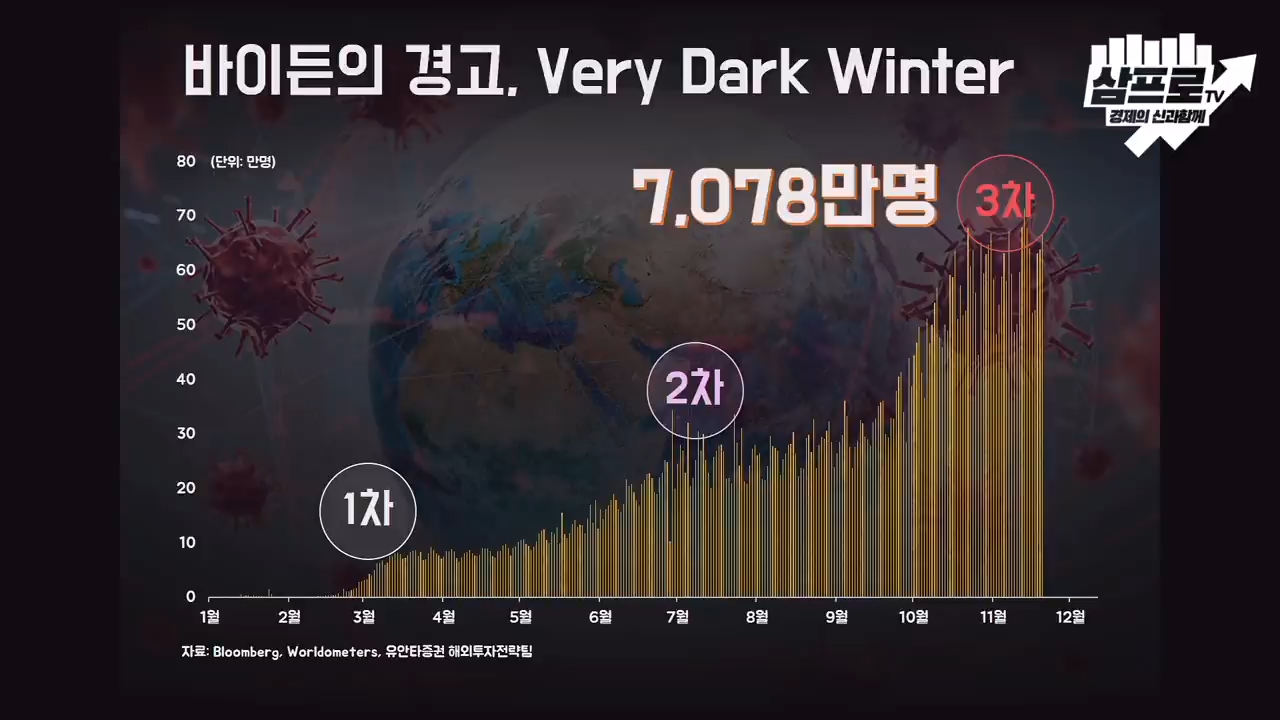 바이든의 경고, Very Dark Winter
삼프로TV
경제의 신과함께
80 (단위: 만명)
7,078만명
3차
70
60
50
2차
40
30
20
1차
10
0
1월 2월 3월 4월 5월 6월 7월 8월 9월 10월 11월 12월
자료: Bloomberg, Worldometers, 유안타증권 해외투자전략팀